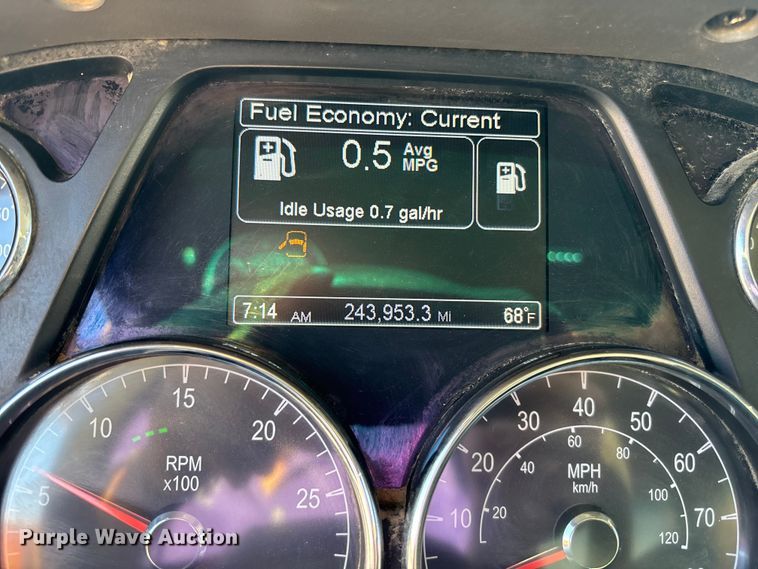 Fuel Economy: Current
0.5 Avg MPG
Idle Usage 0.7 gal/hr
7:14 AM 243,953.3 Mi 68°F
5 10 15 20 25
RPM
x100
10 20 30 40 50 60 70
MPH
km/h
20 40 60 80 100 120
Purple Wave Auction